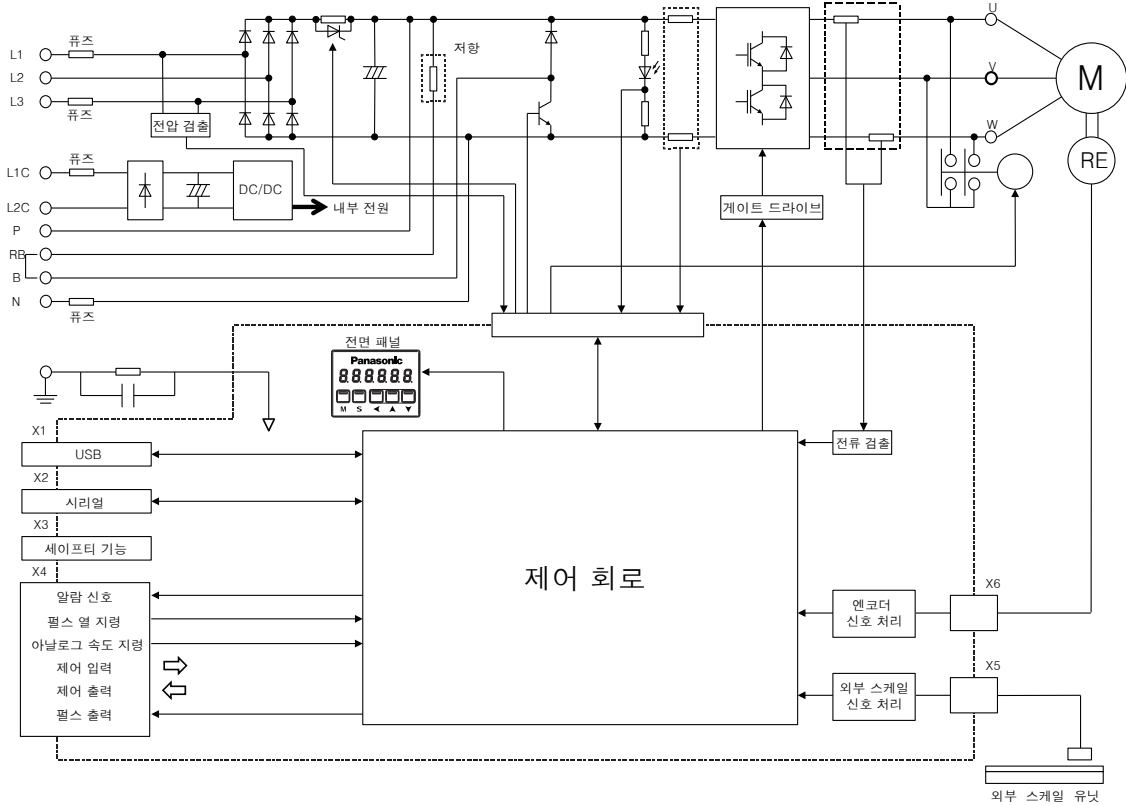 퓨즈
L1
L2
L3
퓨즈
전압 검출
저항
U
V
W
M
RE
퓨즈
L1C
L2C
DC/DC
내부 전원
P
RB
B
N
퓨즈
게이트 드라이브
전면 패널
Panasonic
8.8.8.8.8.8.
M S
전류 검출
X1
USB
X2
시리얼
X3
세이프티 기능
X4
알람 신호
펄스 열 지령
아날로그 속도 지령
제어 입력
제어 출력
펄스 출력
제어 회로
엔코더
신호 처리
X6
외부 스케일
신호 처리
X5
외부 스케일 유닛